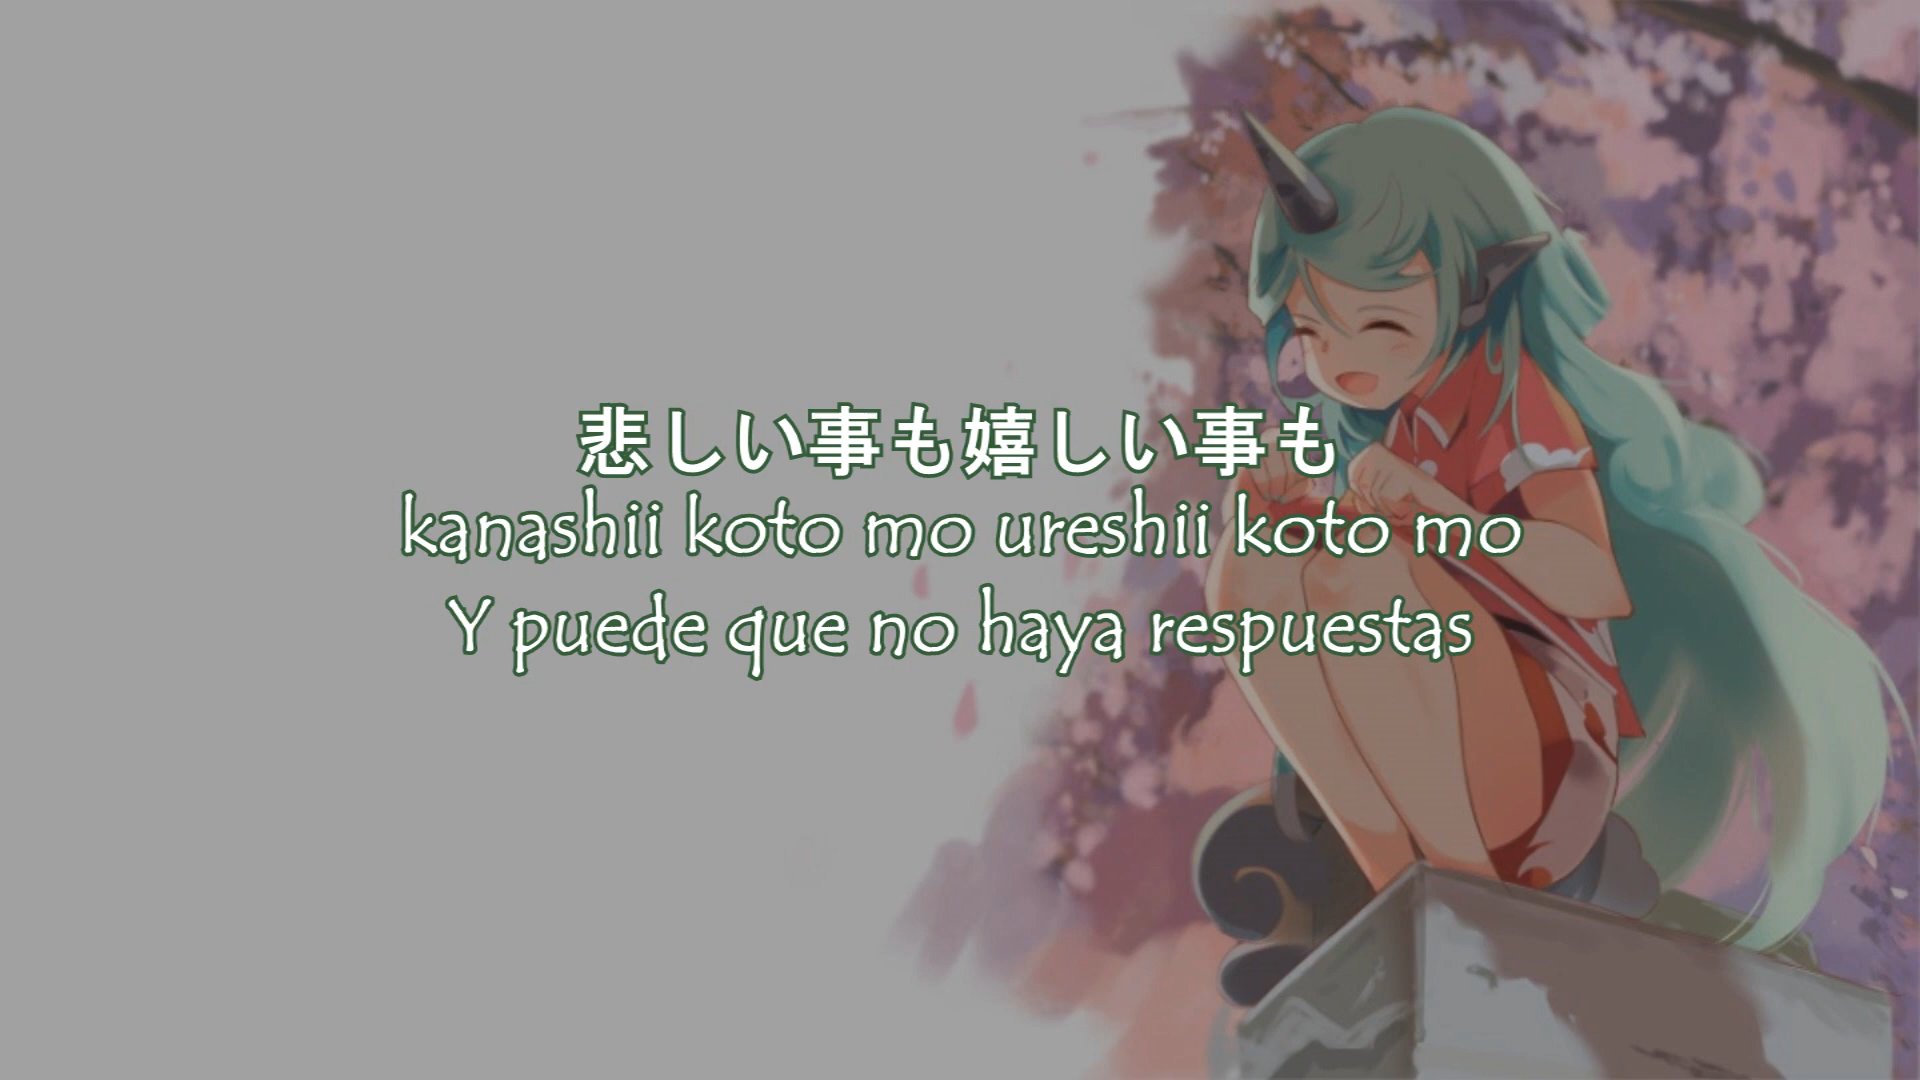 悲しい事も嬉しい事も
kanashii koto mo ureshii koto mo
Y puede que no haya respuestas